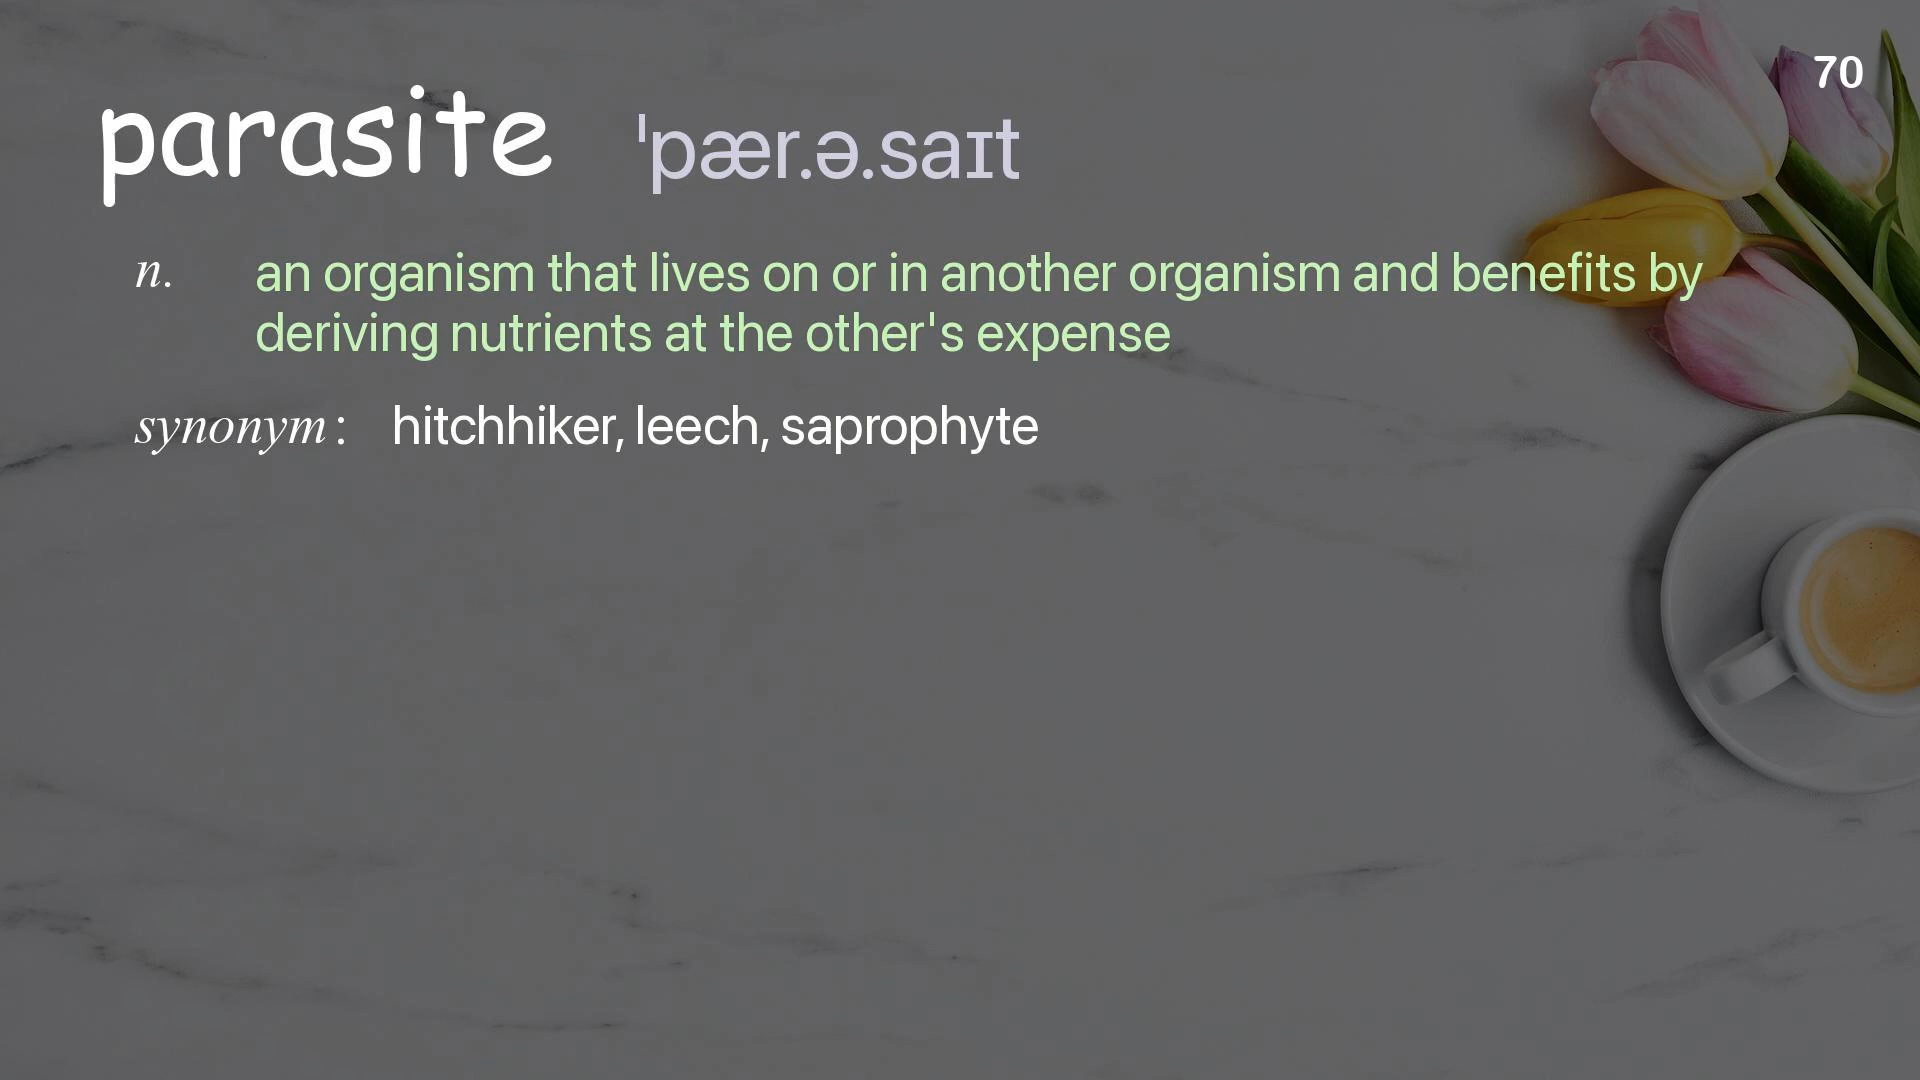 70
parasite ˈpær.ə.saɪt
n. an organism that lives on or in another organism and benefits by
deriving nutrients at the other's expense
synonym: hitchhiker, leech, saprophyte